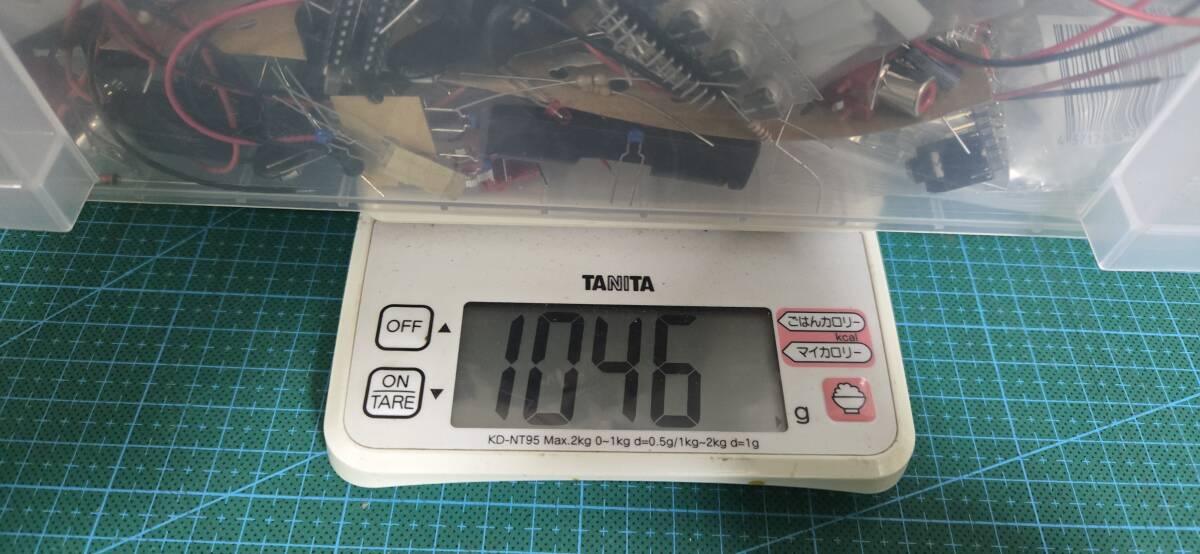 TANITA
OFF ▲
ON
TARE ▼
1046
g
ごはんカロリー
kcal
マイカロリー
KD-NT95 Max.2kg 0~1kg d=0.5g/1kg~2kg d=1g